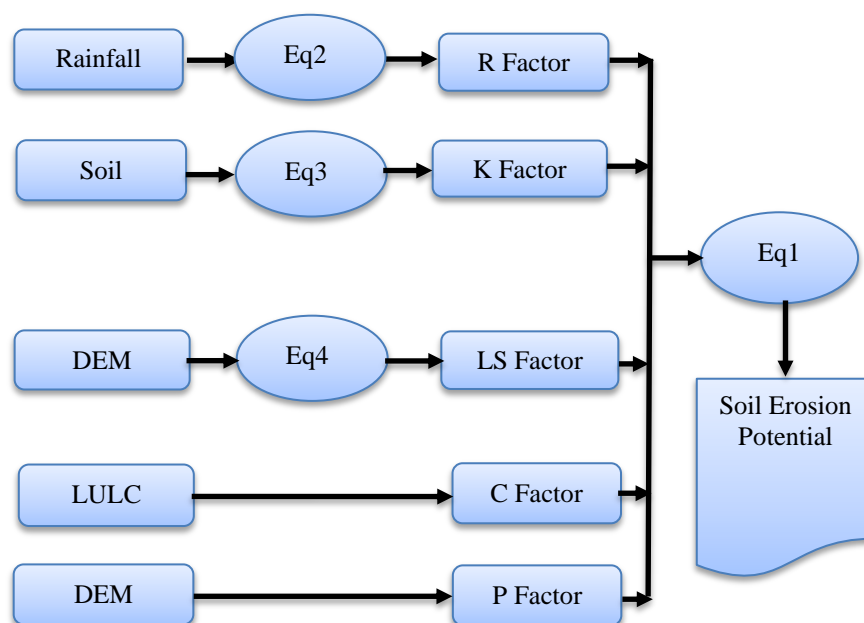 Rainfall
Eq2
R Factor
Soil
Eq3
K Factor
Eq1
DEM
Eq4
LS Factor
Soil Erosion
Potential
LULC
C Factor
DEM
P Factor